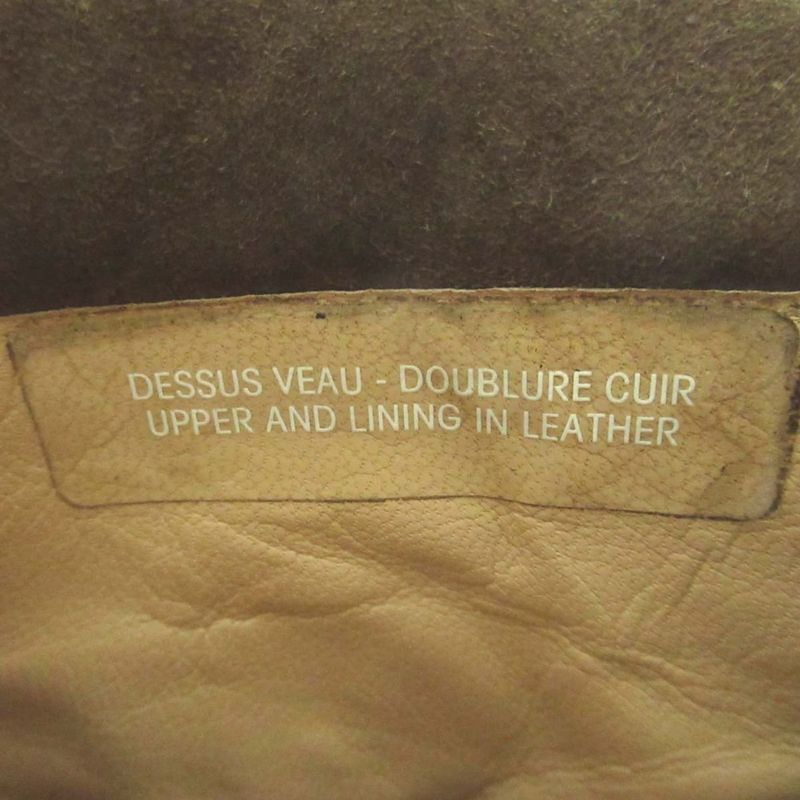 DESSUS VEAU - DOUBLURE CUIR
UPPER AND LINING IN LEATHER